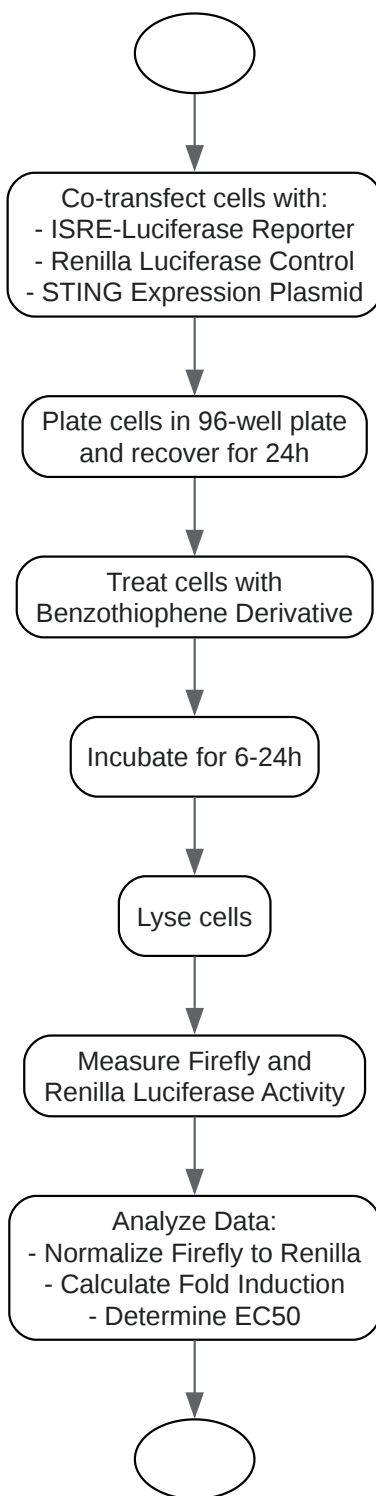 Co-transfect cells with:
- ISRE-Luciferase Reporter
- Renilla Luciferase Control
- STING Expression Plasmid
Plate cells in 96-well plate
and recover for 24h
Treat cells with
Benzothiophene Derivative
Incubate for 6-24h
Lyse cells
Measure Firefly and
Renilla Luciferase Activity
Analyze Data:
- Normalize Firefly to Renilla
- Calculate Fold Induction
- Determine EC50